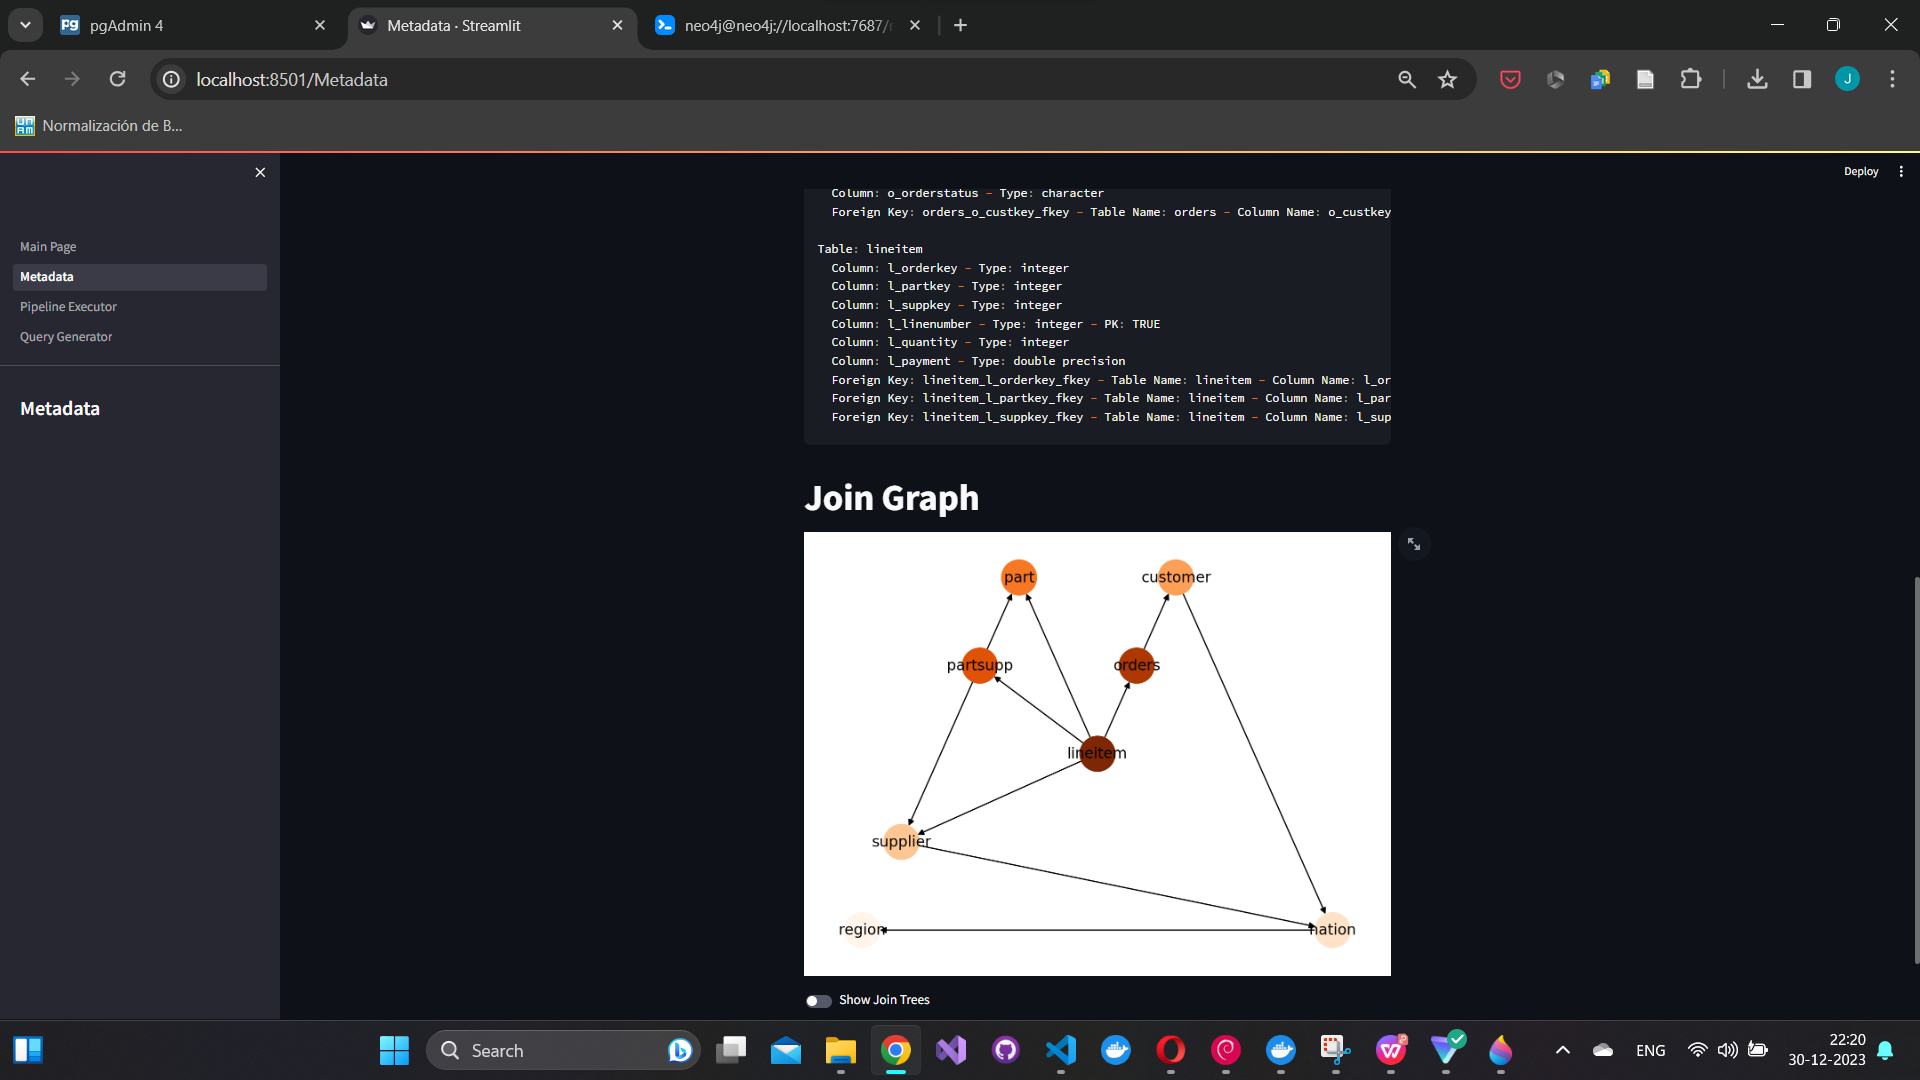 pgAdmin 4
Metadata · Streamlit
neo4j@neo4j://localhost:7687/
localhost:8501/Metadata
J
Normalización de B...
Deploy
Main Page
Metadata
Pipeline Executor
Query Generator
Metadata
Column: o_orderstatus - Type: character
Foreign Key: orders_o_custkey_fkey - Table Name: orders - Column Name: o_custkey
Table: lineitem
Column: l_orderkey - Type: integer
Column: l_partkey - Type: integer
Column: l_suppkey - Type: integer
Column: l_linenumber - Type: integer - PK: TRUE
Column: l_quantity - Type: integer
Column: l_payment - Type: double precision
Foreign Key: lineitem_l_orderkey_fkey - Table Name: lineitem - Column Name: l_or
Foreign Key: lineitem_l_partkey_fkey - Table Name: lineitem - Column Name: l_par
Foreign Key: lineitem_l_suppkey_fkey - Table Name: lineitem - Column Name: l_sup
Join Graph
part
customer
partsupp
orders
lineitem
supplier
region
nation
Show Join Trees
Search
ENG
22:20
30-12-2023